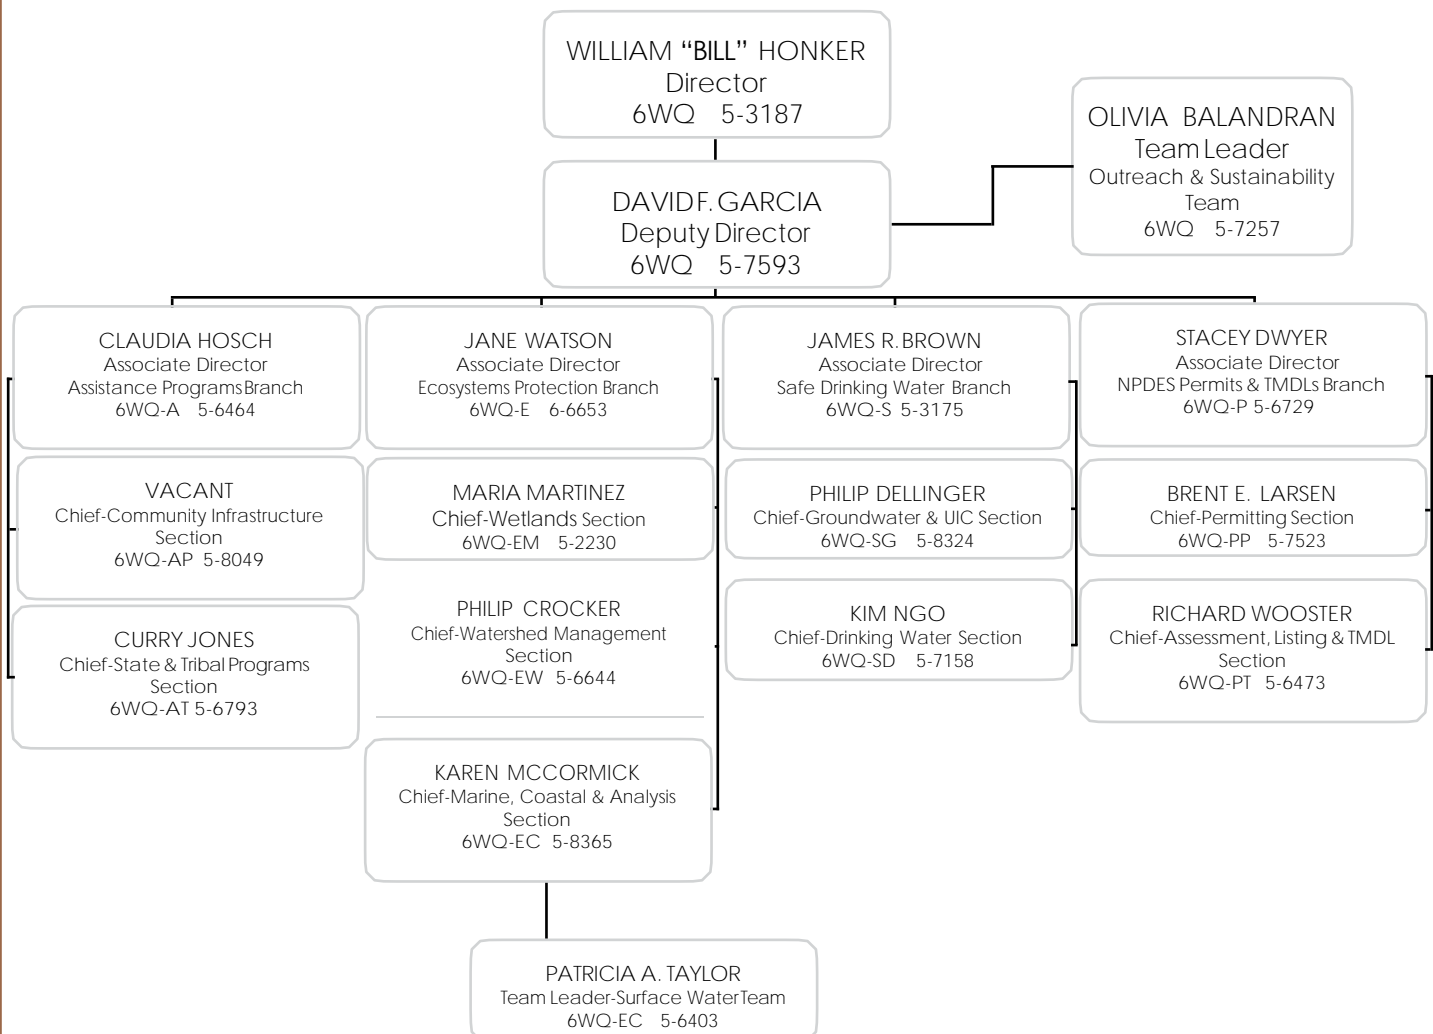 WILLIAM “BILL” HONKER
Director
6WQ 5-3187
OLIVIA BALANDRAN
Team Leader
Outreach & Sustainability
Team
6WQ 5-7257
DAVID F. GARCIA
Deputy Director
6WQ 5-7593
CLAUDIA HOSCH
Associate Director
Assistance Programs Branch
6WQ-A 5-6464
JANE WATSON
Associate Director
Ecosystems Protection Branch
6WQ-E 6-6653
JAMES R. BROWN
Associate Director
Safe Drinking Water Branch
6WQ-S 5-3175
STACEY DWYER
Associate Director
NPDES Permits & TMDLs Branch
6WQ-P 5-6729
VACANT
Chief-Community Infrastructure
Section
6WQ-AP 5-8049
MARIA MARTINEZ
Chief-Wetlands Section
6WQ-EM 5-2230
PHILIP DELLINGER
Chief-Groundwater & UIC Section
6WQ-SG 5-8324
BRENT E. LARSEN
Chief-Permitting Section
6WQ-PP 5-7523
CURRY JONES
Chief-State & Tribal Programs
Section
6WQ-AT 5-6793
PHILIP CROCKER
Chief-Watershed Management
Section
6WQ-EW 5-6644
KIM NGO
Chief-Drinking Water Section
6WQ-SD 5-7158
RICHARD WOOSTER
Chief-Assessment, Listing & TMDL
Section
6WQ-PT 5-6473
KAREN MCCORMICK
Chief-Marine, Coastal & Analysis
Section
6WQ-EC 5-8365
PATRICIA A. TAYLOR
Team Leader-Surface Water Team
6WQ-EC 5-6403